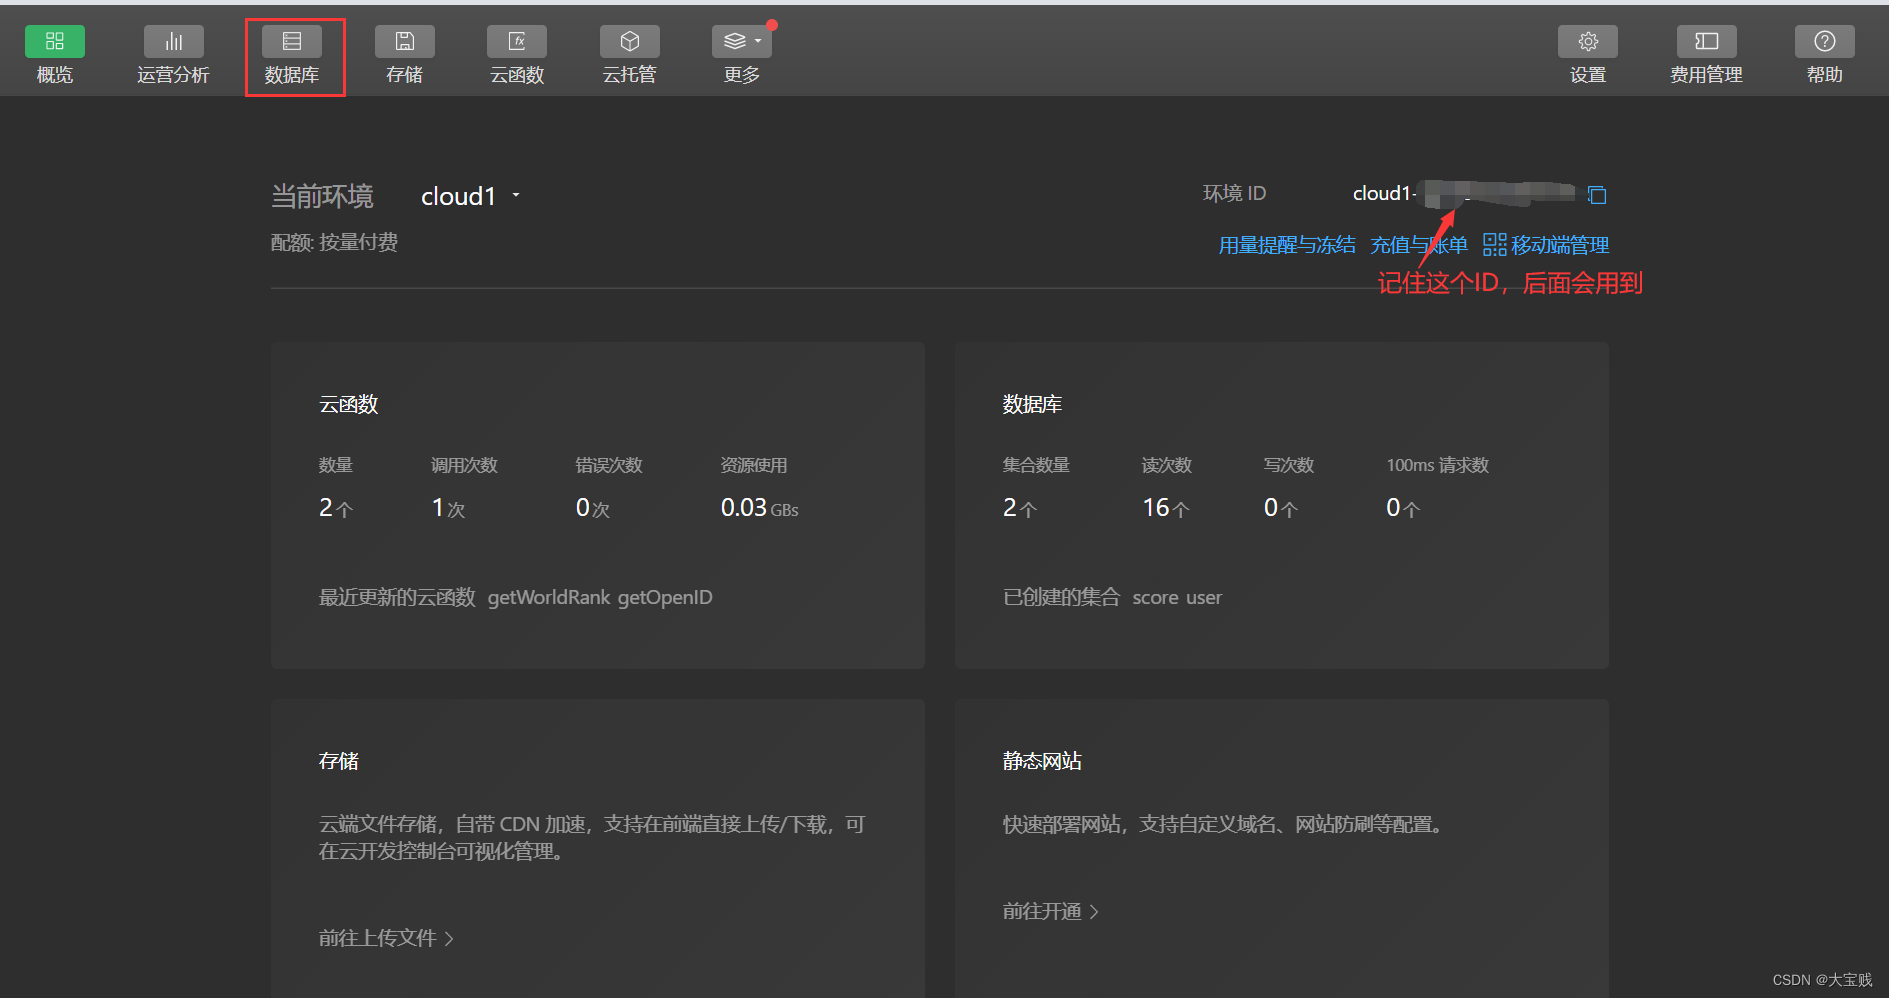 概览 运营分析 数据库 存储 云函数 云托管 更多 设置 费用管理 帮助
当前环境 cloud1 环境 ID cloud1-
配额: 按量付费 用量提醒与冻结 充值与账单 移动端管理
记住这个ID，后面会用到
云函数
数量 调用次数 错误次数 资源使用
2 个 1 次 0 次 0.03 GBs
最近更新的云函数 getWorldRank getOpenID
数据库
集合数量 读次数 写次数 100ms 请求数
2 个 16 个 0 个 0 个
已创建的集合 score user
存储
云端文件存储，自带 CDN 加速，支持在前端直接上传/下载，可
在云开发控制台可视化管理。
前往上传文件 >
静态网站
快速部署网站，支持自定义域名、网站防刷等配置。
前往开通 >
CSDN @大宝贱